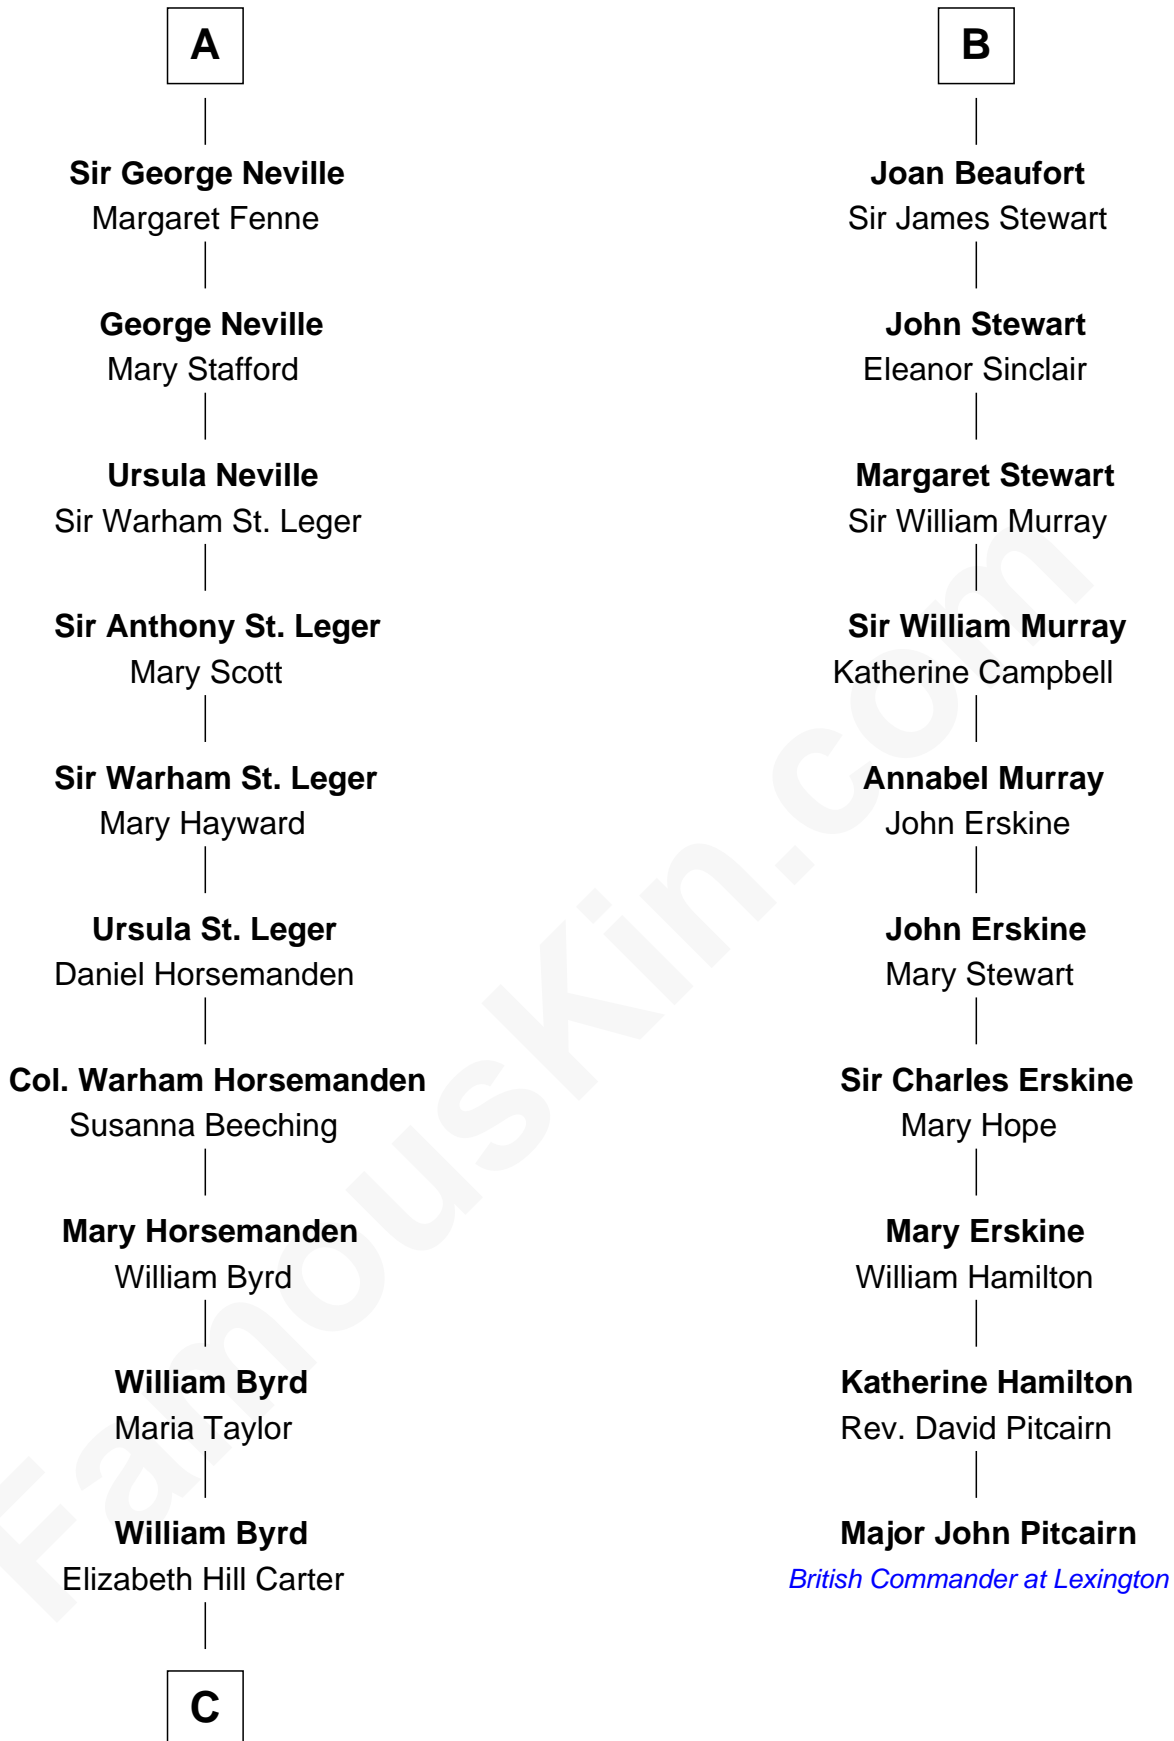 A
Sir George Neville
Margaret Fenne
George Neville
Mary Stafford
Ursula Neville
Sir Warham St. Leger
Sir Anthony St. Leger
Mary Scott
Sir Warham St. Leger
Mary Hayward
Ursula St. Leger
Daniel Horsemanden
Col. Warham Horsemanden
Susanna Beeching
Mary Horsemanden
William Byrd
William Byrd
Maria Taylor
William Byrd
Elizabeth Hill Carter
C
B
Joan Beaufort
Sir James Stewart
John Stewart
Eleanor Sinclair
Margaret Stewart
Sir William Murray
Sir William Murray
Katherine Campbell
Annabel Murray
John Erskine
John Erskine
Mary Stewart
Sir Charles Erskine
Mary Hope
Mary Erskine
William Hamilton
Katherine Hamilton
Rev. David Pitcairn
Major John Pitcairn
British Commander at Lexington
FamousKin.com